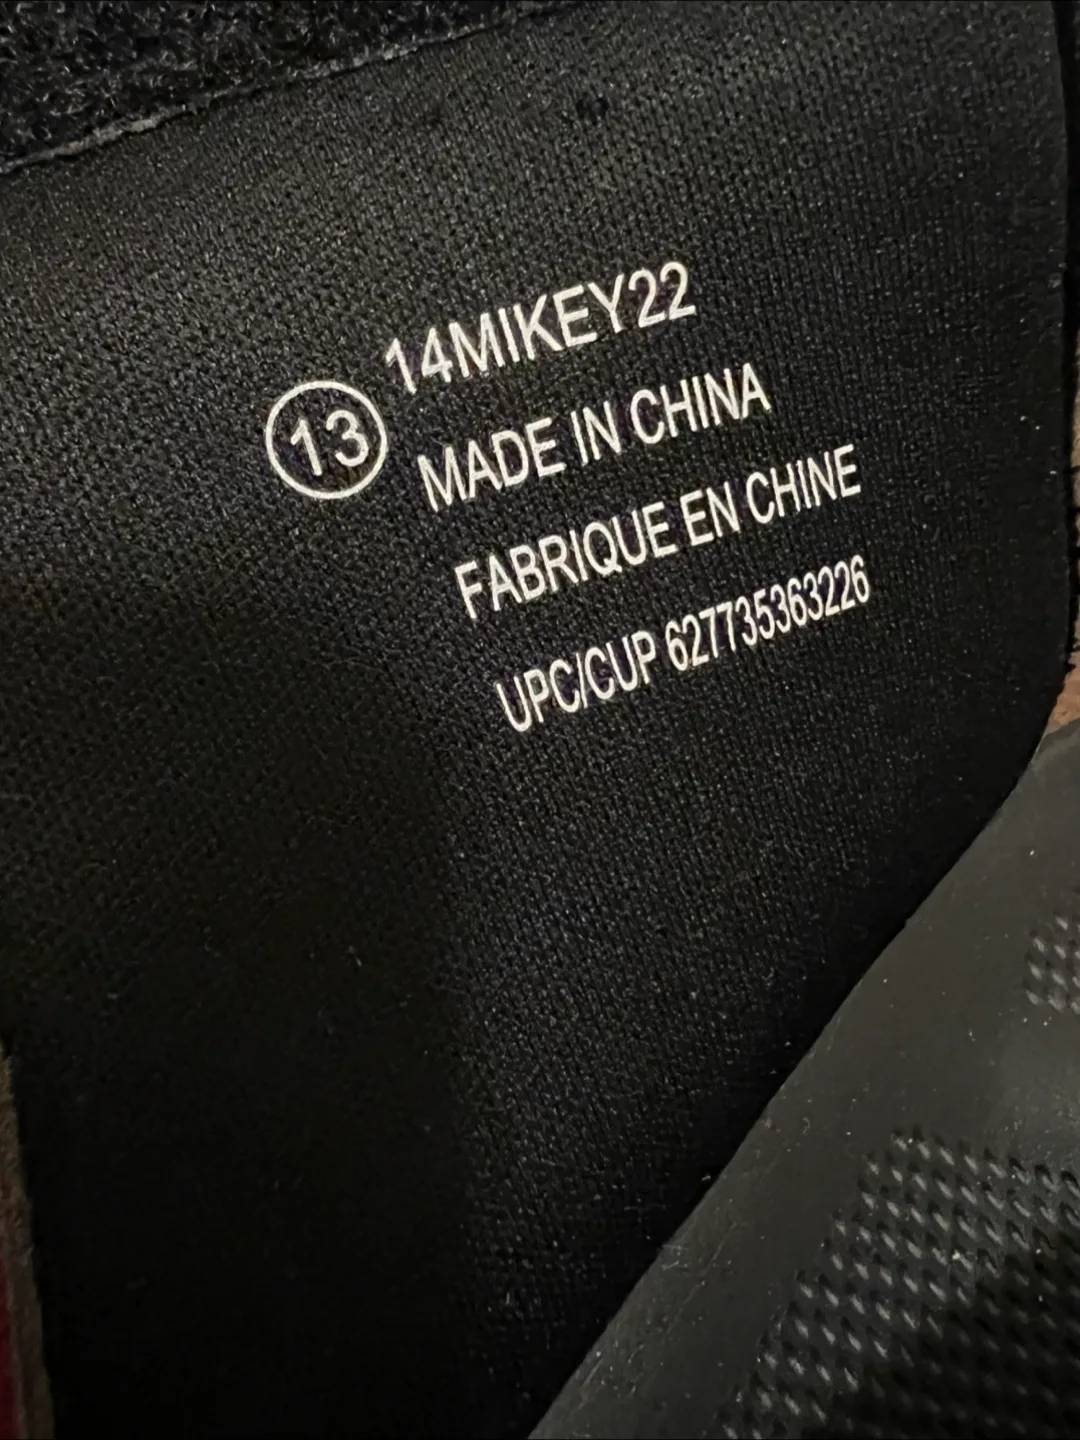 14MIKEY22
13
MADE IN CHINA
FABRIQUE EN CHINE
UPC/CUP 627735363226